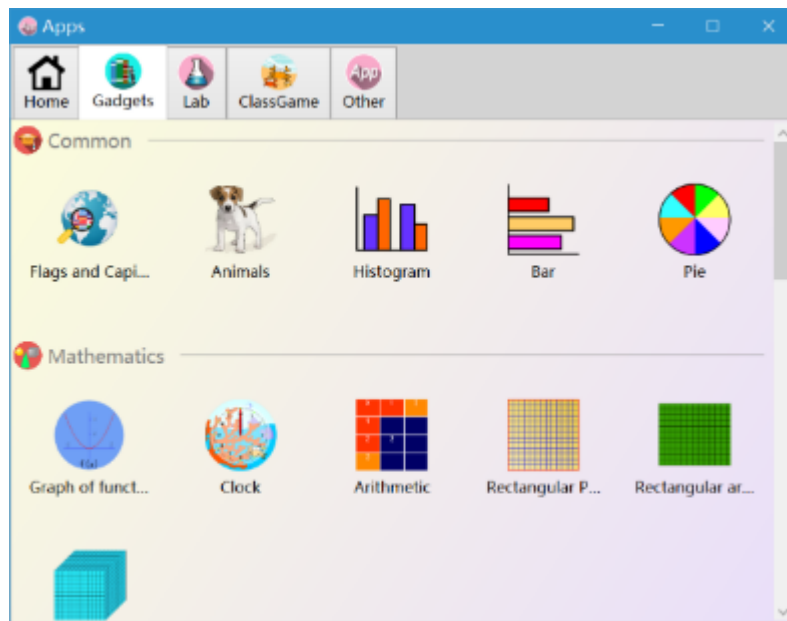 Apps
Home Gadgets Lab ClassGame Other
App
Common
Flags and Capi... Animals Histogram Bar Pie
Mathematics
Graph of funct... Clock Arithmetic Rectangular P... Rectangular ar...